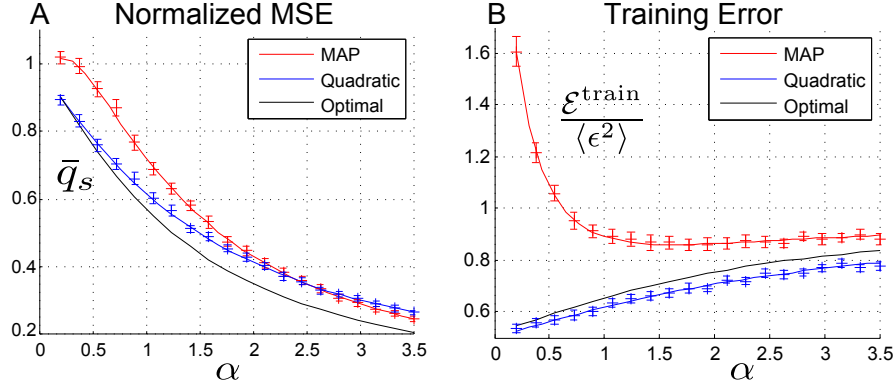 A Normalized MSE
1
0.8
0.6
0.4
0.2
MAP
Quadratic
Optimal
q̄ₛ
0 0.5 1 1.5 2 2.5 3 3.5
α
B Training Error
1.6
1.4
1.2
1
0.8
0.6
MAP
Quadratic
Optimal
ℰ^train
⟨ϵ²⟩
0 0.5 1 1.5 2 2.5 3 3.5
α